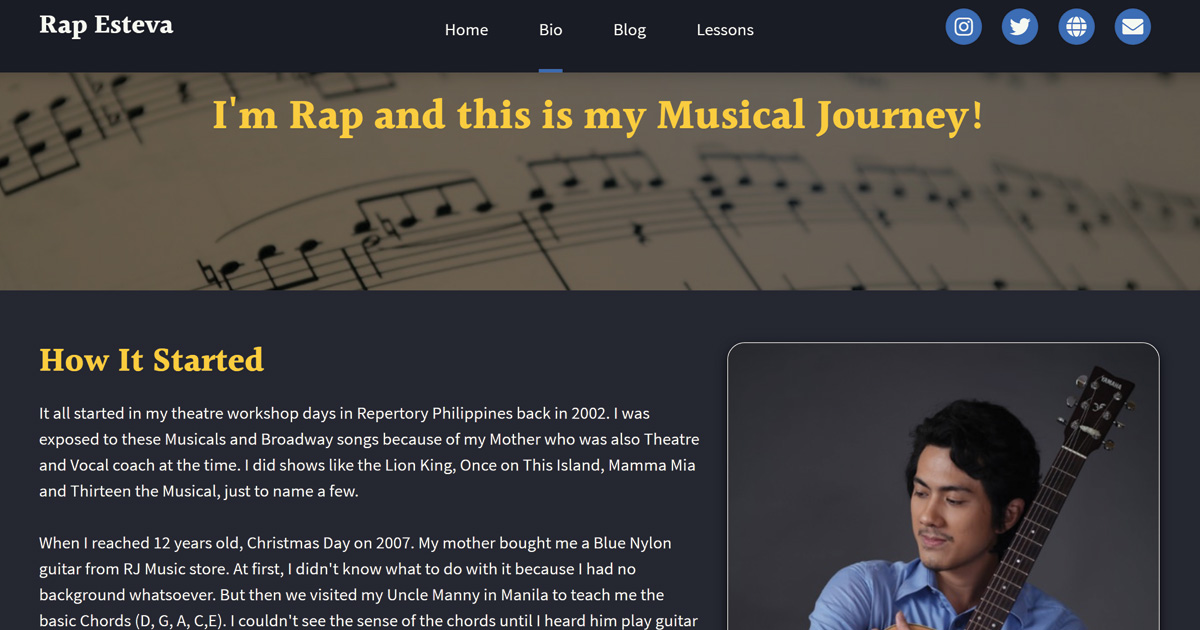 Rap Esteva
Home Bio Blog Lessons
I'm Rap and this is my Musical Journey!
How It Started
It all started in my theatre workshop days in Repertory Philippines back in 2002. I was
exposed to these Musicals and Broadway songs because of my Mother who was also Theatre
and Vocal coach at the time. I did shows like the Lion King, Once on This Island, Mamma Mia
and Thirteen the Musical, just to name a few.
When I reached 12 years old, Christmas Day on 2007. My mother bought me a Blue Nylon
guitar from RJ Music store. At first, I didn't know what to do with it because I had no
background whatsoever. But then we visited my Uncle Manny in Manila to teach me the
basic Chords (D, G, A, C,E). I couldn't see the sense of the chords until I heard him play guitar
YAMAHA